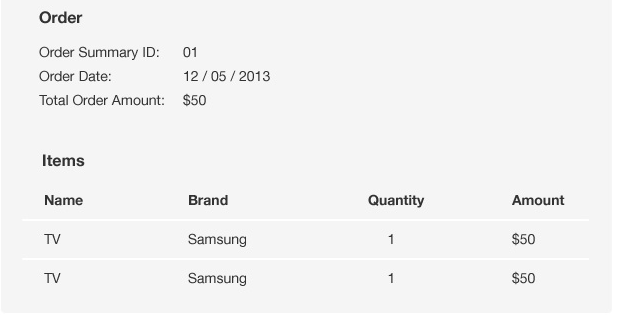 Order
Order Summary ID: 01
Order Date: 12 / 05 / 2013
Total Order Amount: $50
Items
Name Brand Quantity Amount
TV Samsung 1 $50
TV Samsung 1 $50